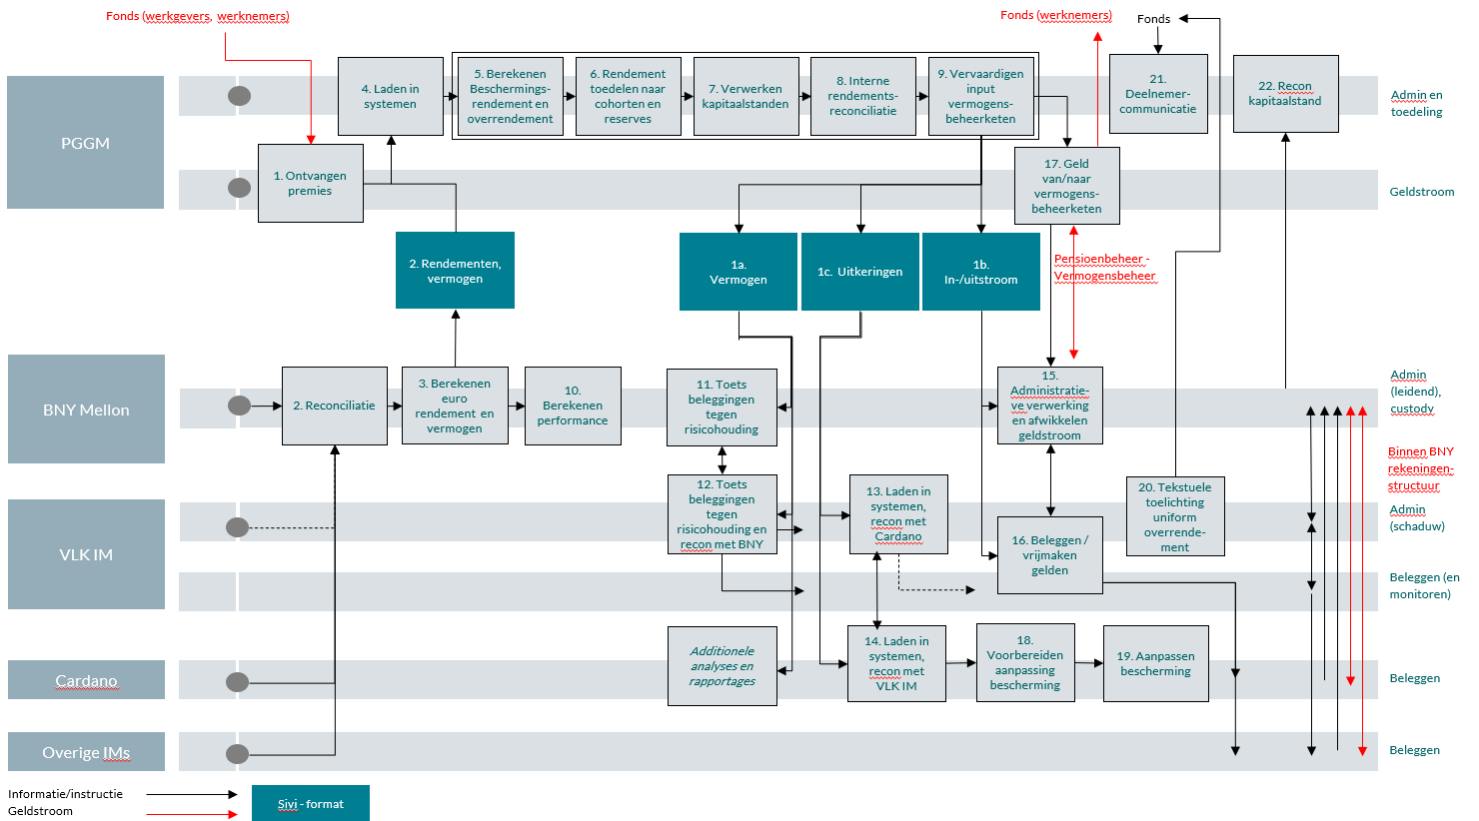 Fonds (werkgevers, werknemers)
Fonds (werknemers)
Fonds
PGGM
4. Laden in
systemen
5. Berekenen
Beschermings-
rendement en
overrendement
6. Rendement
toedelen naar
cohorten en
reserves
7. Verwerken
kapitaalstanden
8. Interne
rendements-
reconciliatie
9. Vervaardigen
input
vermogens-
beheerketen
21.
Deelnemer-
communicatie
22. Recon
kapitaalstand
Admin en
toedeling
1. Ontvangen
premies
17. Geld
van/naar
vermogens-
beheerketen
Geldstroom
2. Rendementen,
vermogen
1a.
Vermogen
1c. Uitkeringen
1b.
In-/uitstroom
Pensioenbeheer -
Vermogensbeheer
BNY Mellon
2. Reconciliatie
3. Berekenen
euro
rendement en
vermogen
10.
Berekenen
performance
11. Toets
beleggingen
tegen
risicohouding
15.
Administratie-
ve verwerking
en afwikkelen
geldstroom
Admin
(leidend),
custody
Binnen BNY
rekeningen-
structuur
VLK IM
12. Toets
beleggingen
tegen
risicohouding en
recon met BNY
13. Laden in
systemen,
recon met
Cardano
16. Beleggen /
vrijmaken
gelden
20. Tekstuele
toelichting
uniform
overrende-
ment
Admin
(schaduw)
Beleggen (en
monitoren)
Cardano
Additionele
analyses en
rapportages
14. Laden in
systemen,
recon met
VLK IM
18.
Voorbereiden
aanpassing
bescherming
19. Aanpassen
bescherming
Beleggen
Overige IMs
Beleggen
Informatie/instructie
Geldstroom
Sivi - format